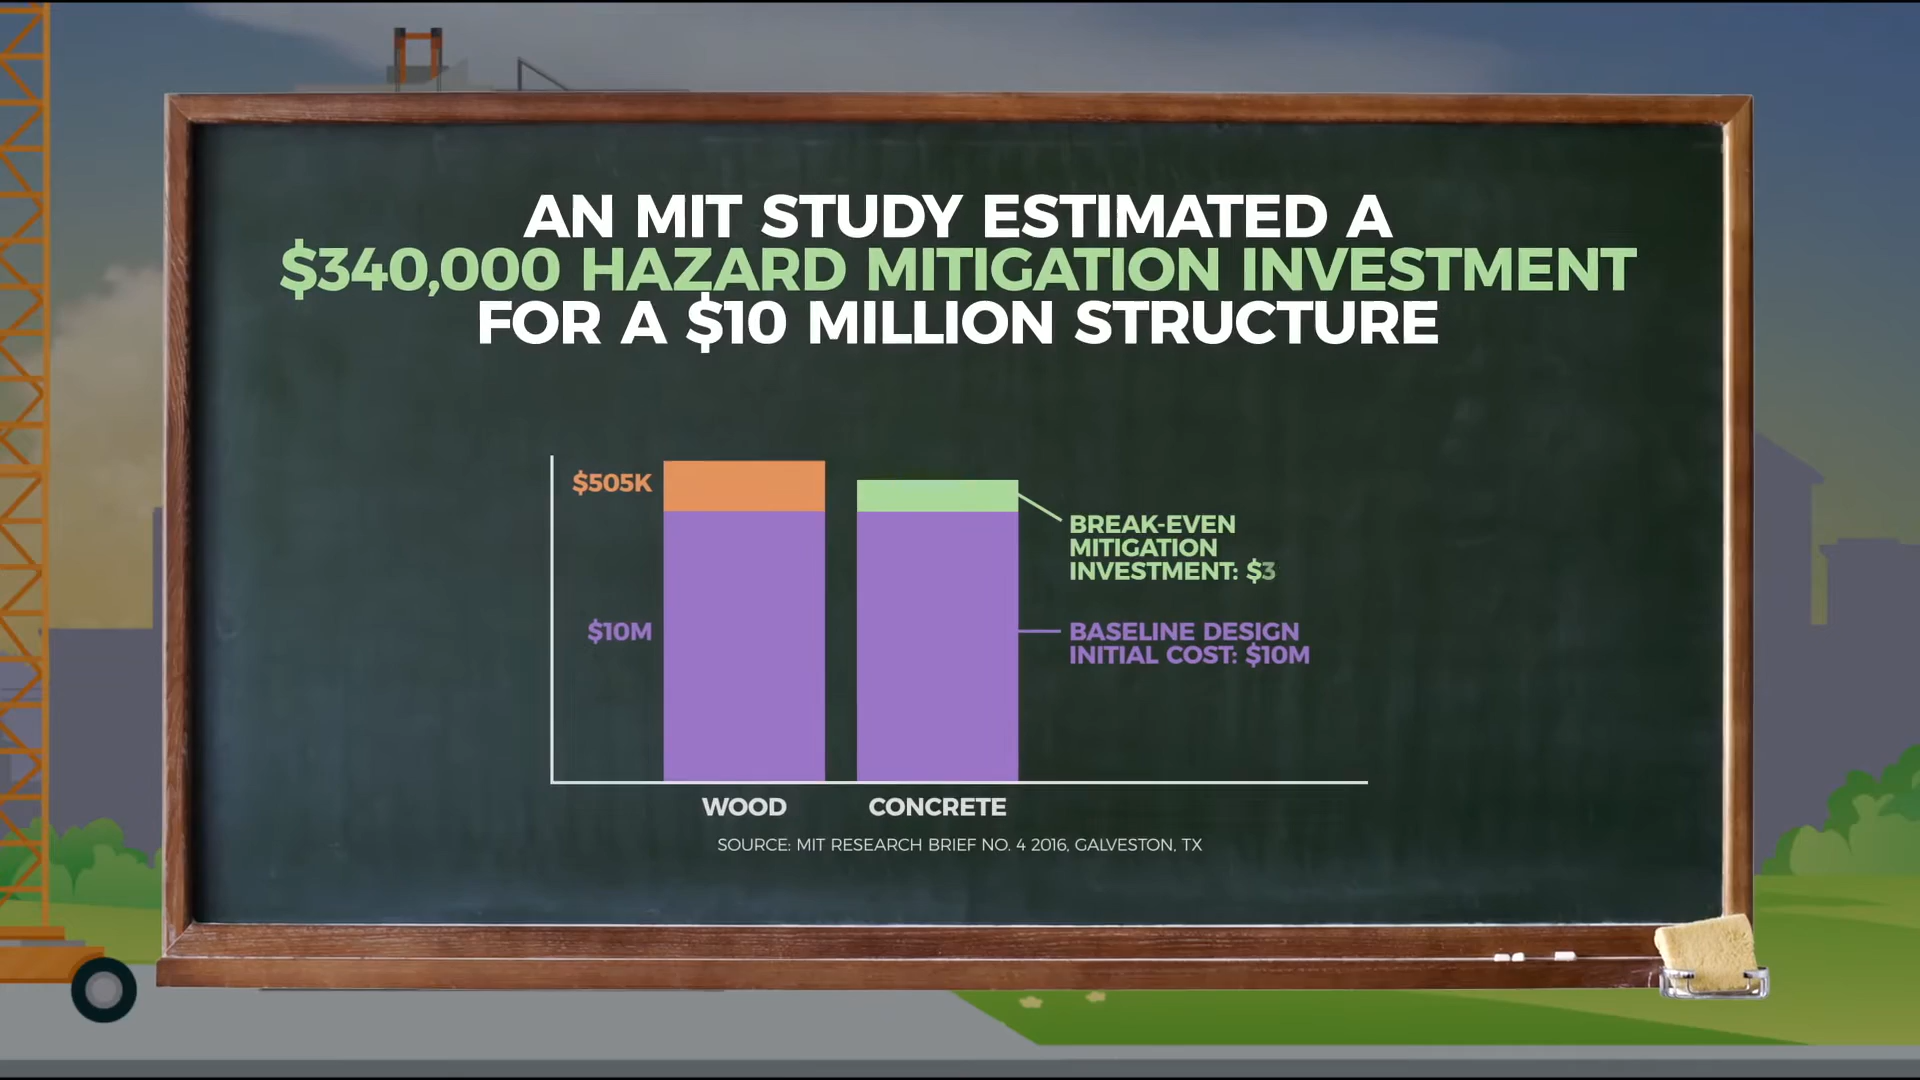 AN MIT STUDY ESTIMATED A
$340,000 HAZARD MITIGATION INVESTMENT
FOR A $10 MILLION STRUCTURE
$505K
BREAK-EVEN
MITIGATION
INVESTMENT: $3
$10M
BASELINE DESIGN
INITIAL COST: $10M
WOOD
CONCRETE
SOURCE: MIT RESEARCH BRIEF NO. 4 2016, GALVESTON, TX